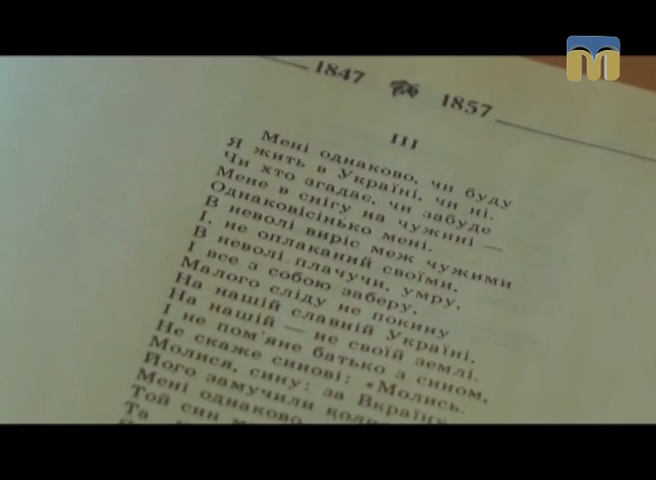 1847 1857
III
Мені однаково, чи буду
Я жить в Україні, чи ні.
Чи хто згадає, чи забуде
Мене в снігу на чужині —
Однаковісінько мені.
В неволі виріс меж чужими
І, не оплаканий своїми,
В неволі, плачучи, умру,
І все з собою заберу,
Малого сліду не покину
На нашій славній Україні,
На нашій — не своїй землі.
І не пом'яне батько з сином,
Не скаже синові: «Молись.
Молися, сину: за Вкраїну
Його замучили коли
Мені однаково
Той син
Та